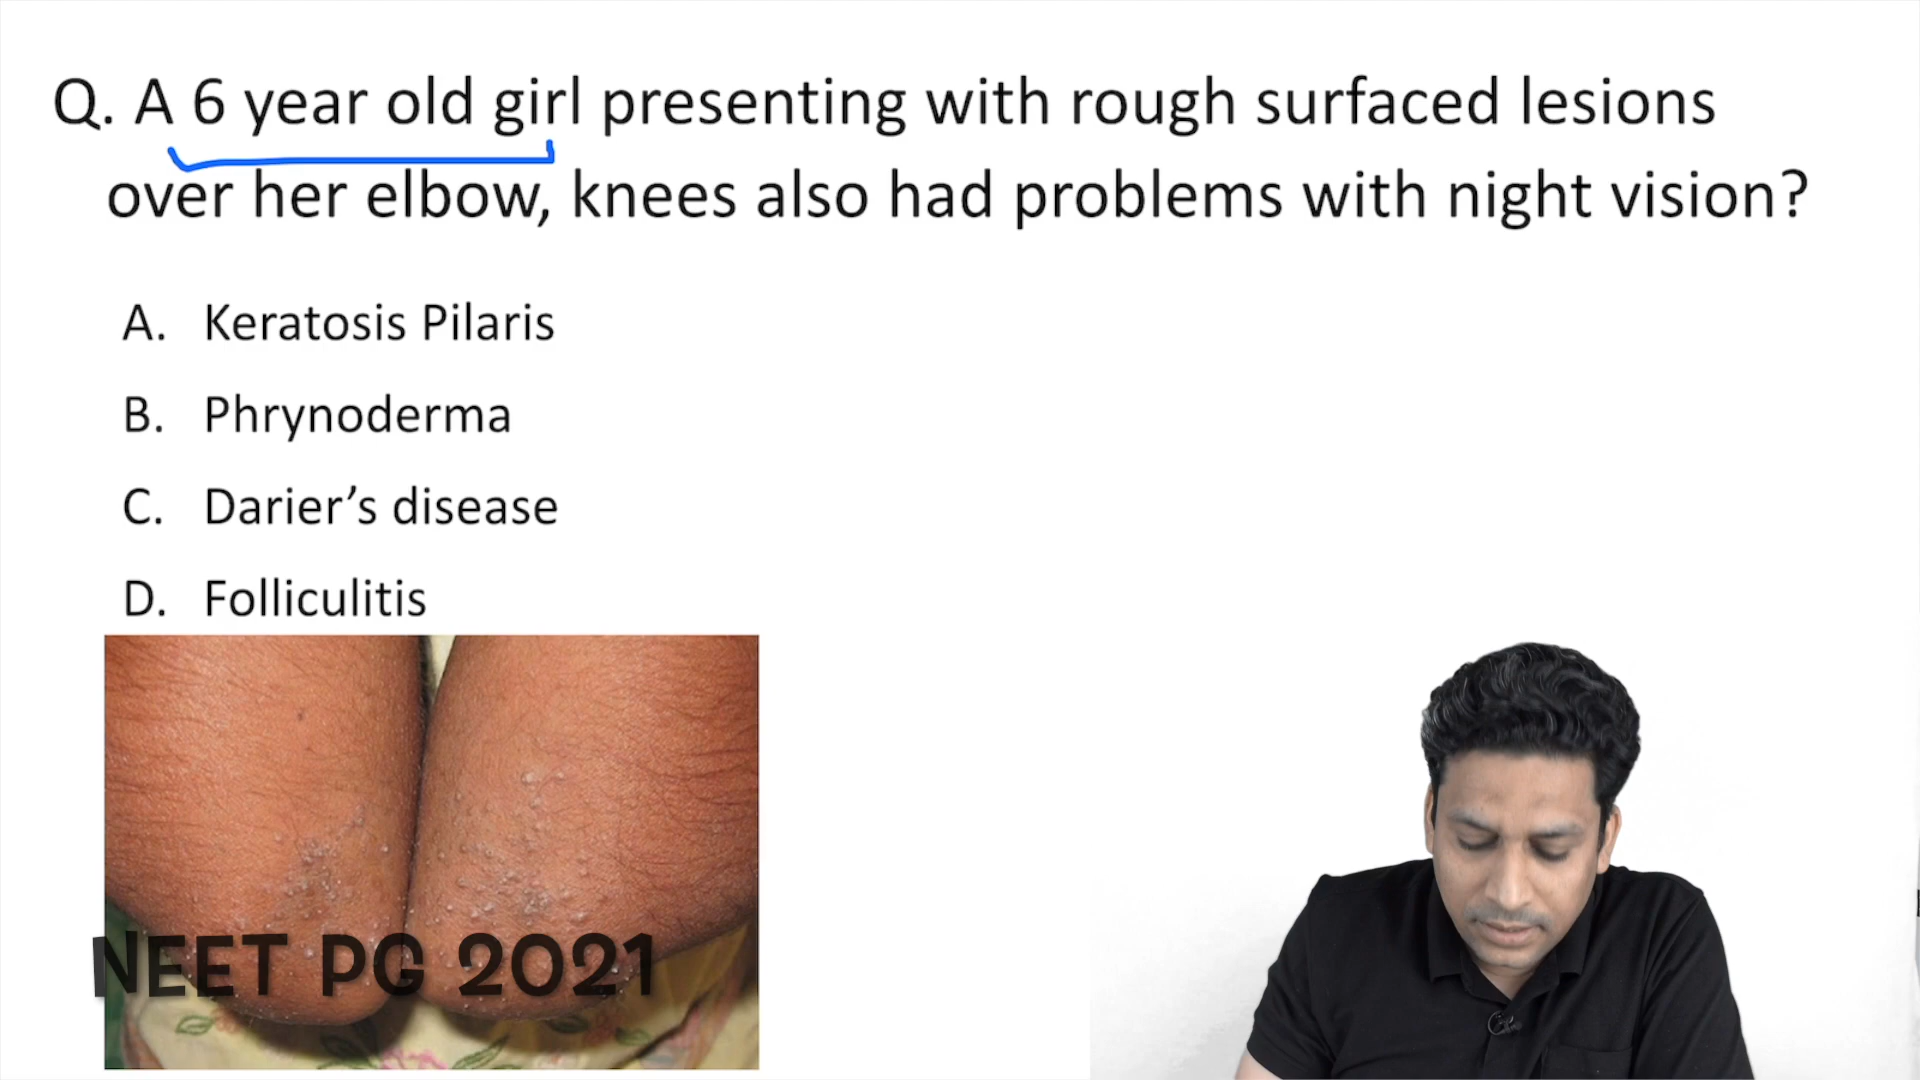 Q. A 6 year old girl presenting with rough surfaced lesions
over her elbow, knees also had problems with night vision?
A. Keratosis Pilaris
B. Phrynoderma
C. Darier’s disease
D. Folliculitis
NEET PG 2021